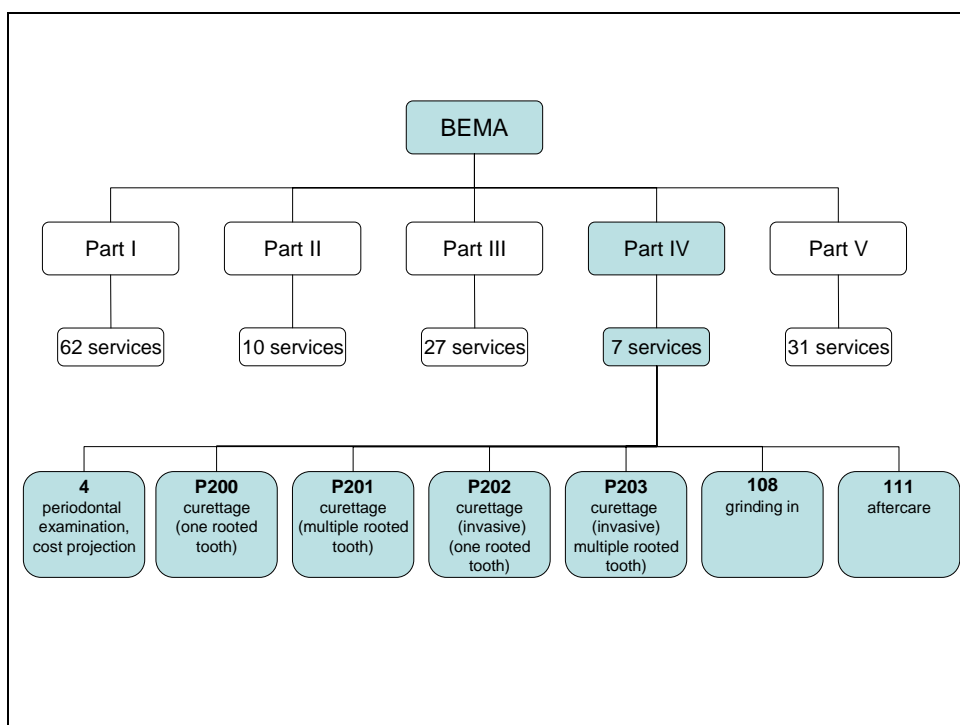 BEMA
Part I
Part II
Part III
Part IV
Part V
62 services
10 services
27 services
7 services
31 services
4
periodontal
examination,
cost projection
P200
curettage
(one rooted
tooth)
P201
curettage
(multiple rooted
tooth)
P202
curettage
(invasive)
(one rooted
tooth)
P203
curettage
(invasive)
multiple rooted
tooth)
108
grinding in
111
aftercare